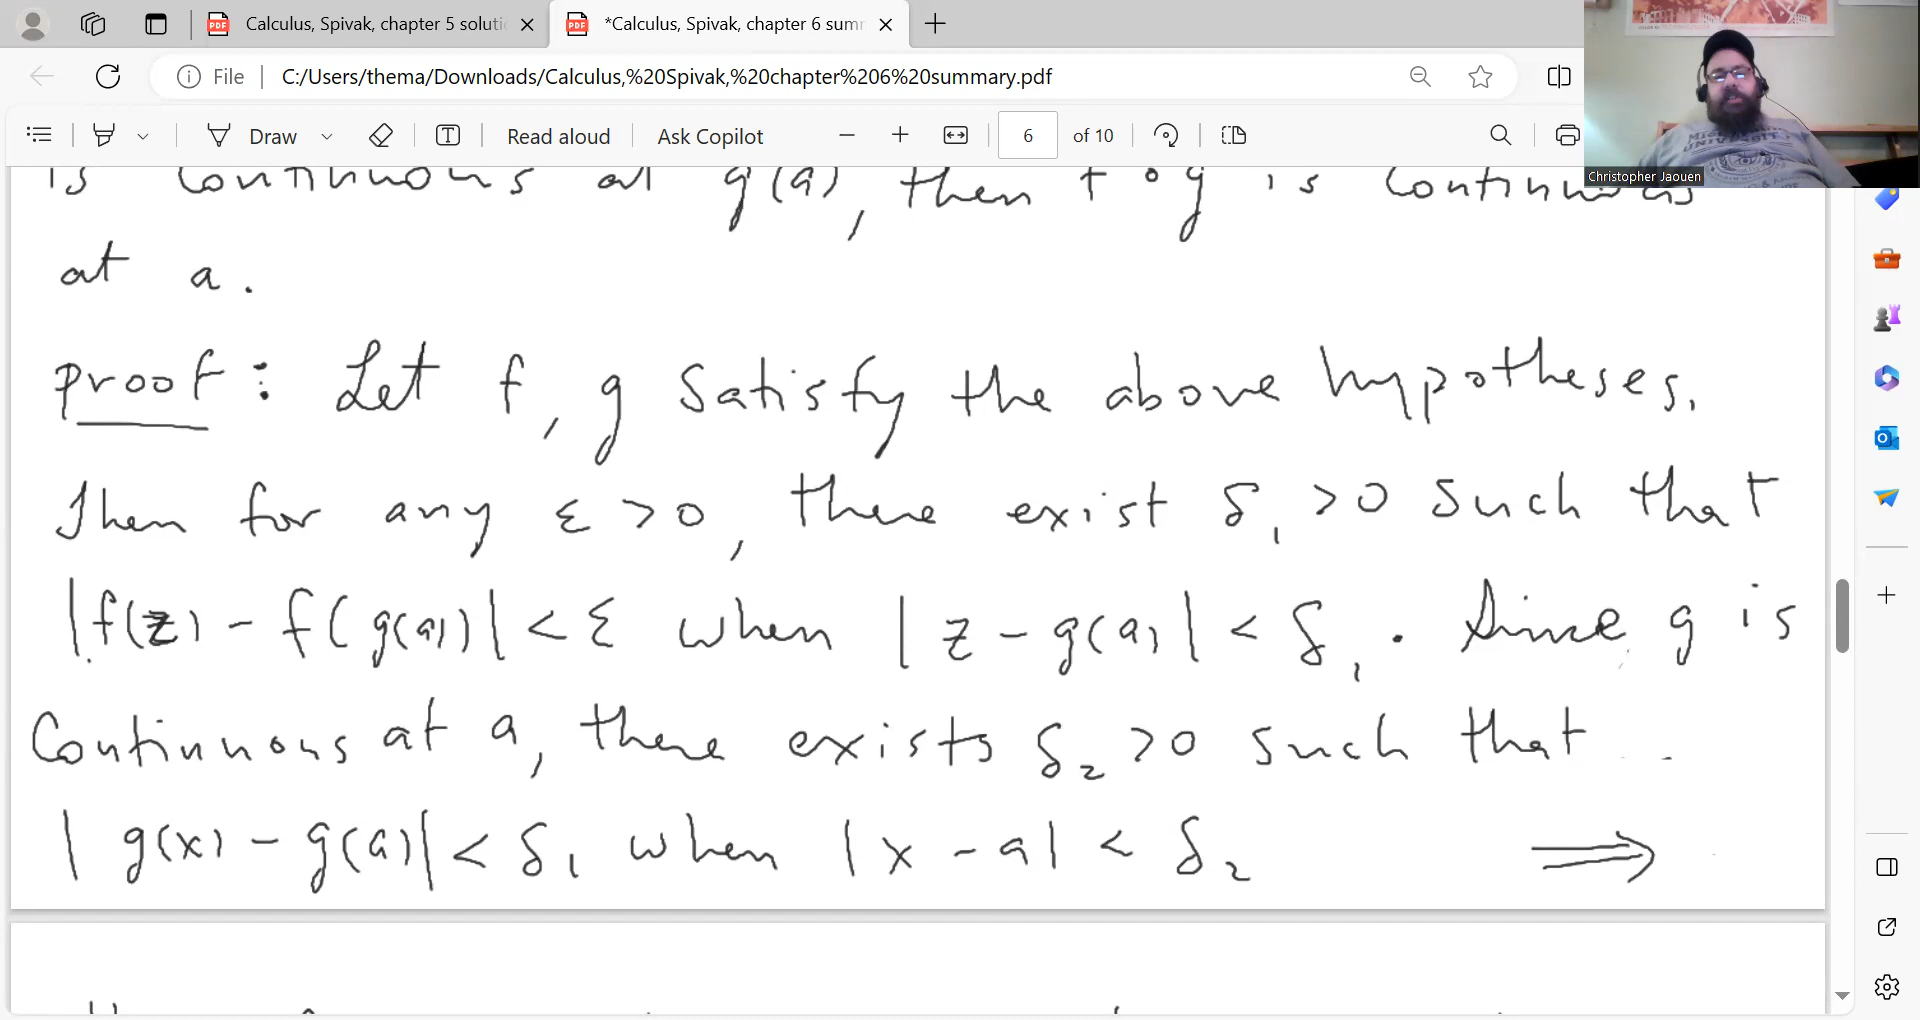 Calculus, Spivak, chapter 5 soluti
*Calculus, Spivak, chapter 6 sum
File
C:/Users/thema/Downloads/Calculus,%20Spivak,%20chapter%206%20summary.pdf
Draw
Read aloud
Ask Copilot
6
of 10
Christopher Jaouen
is continuous at g(a), then f∘g is continuous
at a.
proof: Let f, g satisfy the above hypotheses.
Then for any ε > 0, there exist δ₁ > 0 such that
|f(z) - f(g(a))| < ε when |z - g(a)| < δ₁. Since g is
continuous at a, there exists δ₂ > 0 such that
|g(x) - g(a)| < δ₁ when |x - a| < δ₂ ⟹